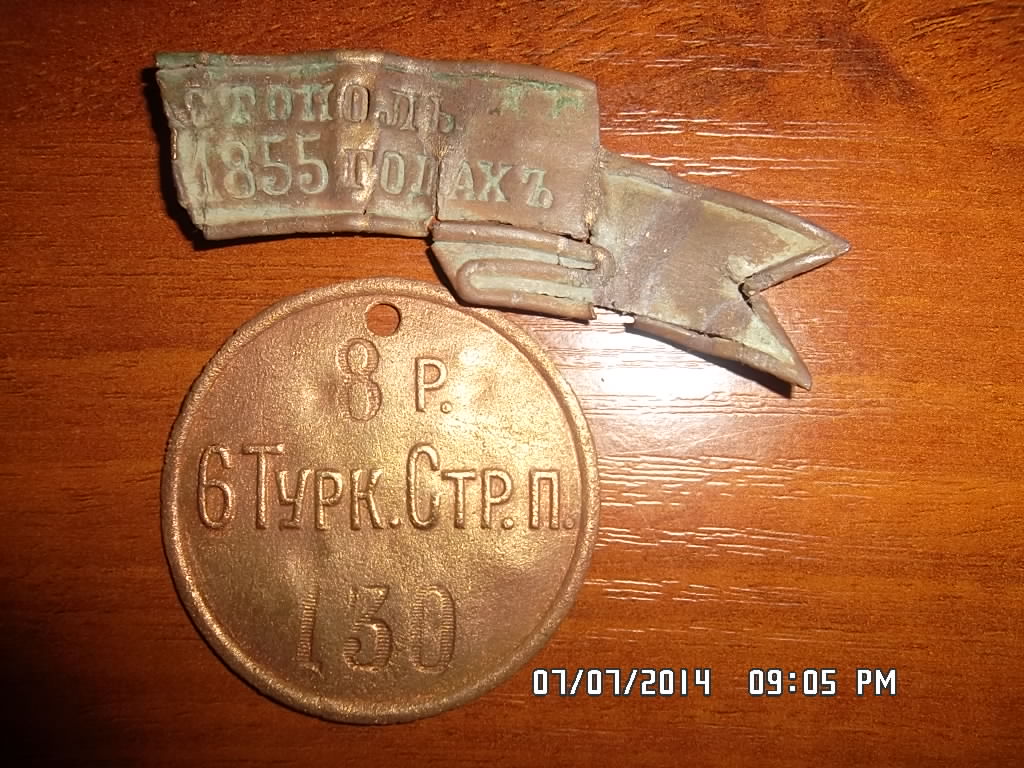 СТОПОЛЬ
1855 ГОДАХЪ.
8 Р.
6 ТУРК. СТР. П.
130
07/07/2014 09:05 PM